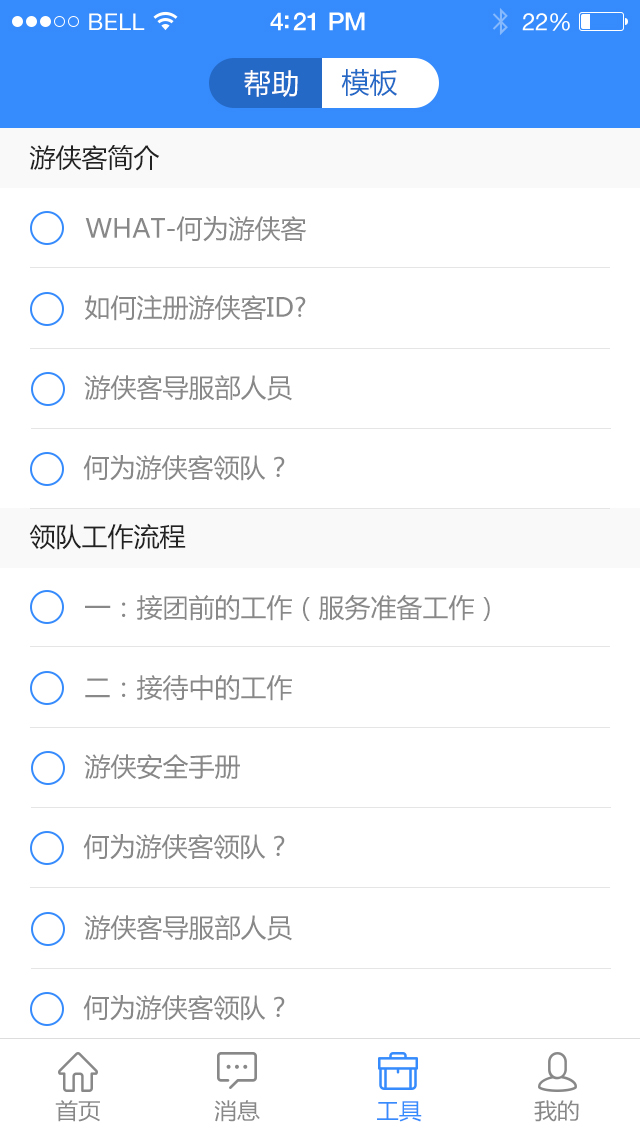 BELL 4:21 PM 22%
帮助 模板
游侠客简介
WHAT-何为游侠客
如何注册游侠客ID?
游侠客导服部人员
何为游侠客领队？
领队工作流程
一：接团前的工作（服务准备工作）
二：接待中的工作
游侠安全手册
何为游侠客领队？
游侠客导服部人员
何为游侠客领队？
首页 消息 工具 我的